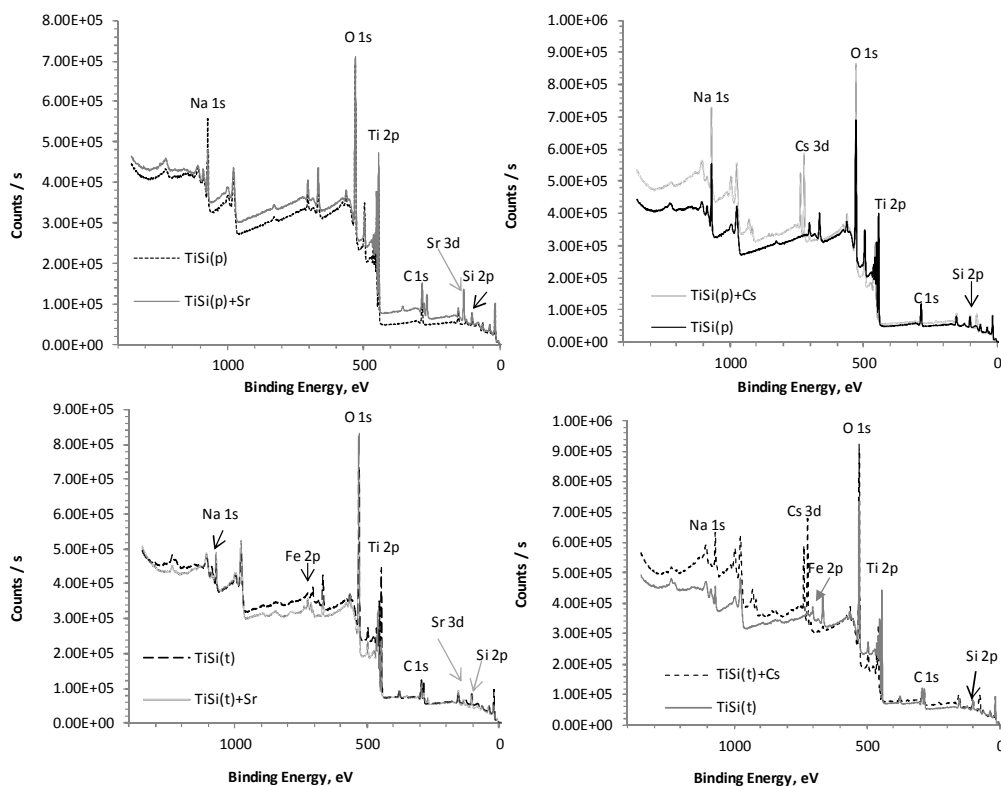 8.00E+05
7.00E+05
6.00E+05
5.00E+05
4.00E+05
3.00E+05
2.00E+05
1.00E+05
0.00E+00
Counts / s
O 1s
Na 1s
Ti 2p
Sr 3d
Si 2p
C 1s
TiSi(p)
TiSi(p)+Sr
1000
500
0
Binding Energy, eV
1.00E+06
9.00E+05
8.00E+05
7.00E+05
6.00E+05
5.00E+05
4.00E+05
3.00E+05
2.00E+05
1.00E+05
0.00E+00
Counts / s
O 1s
Na 1s
Cs 3d
Ti 2p
C 1s
Si 2p
TiSi(p)+Cs
TiSi(p)
1000
500
0
Binding Energy, eV
9.00E+05
8.00E+05
7.00E+05
6.00E+05
5.00E+05
4.00E+05
3.00E+05
2.00E+05
1.00E+05
0.00E+00
Counts / s
O 1s
Na 1s
Fe 2p
Ti 2p
Sr 3d
Si 2p
C 1s
TiSi(t)
TiSi(t)+Sr
1000
500
0
Binding Energy, eV
1.00E+06
9.00E+05
8.00E+05
7.00E+05
6.00E+05
5.00E+05
4.00E+05
3.00E+05
2.00E+05
1.00E+05
0.00E+00
Counts / s
O 1s
Na 1s
Cs 3d
Fe 2p
Ti 2p
Si 2p
C 1s
TiSi(t)+Cs
TiSi(t)
1000
500
0
Binding Energy, eV